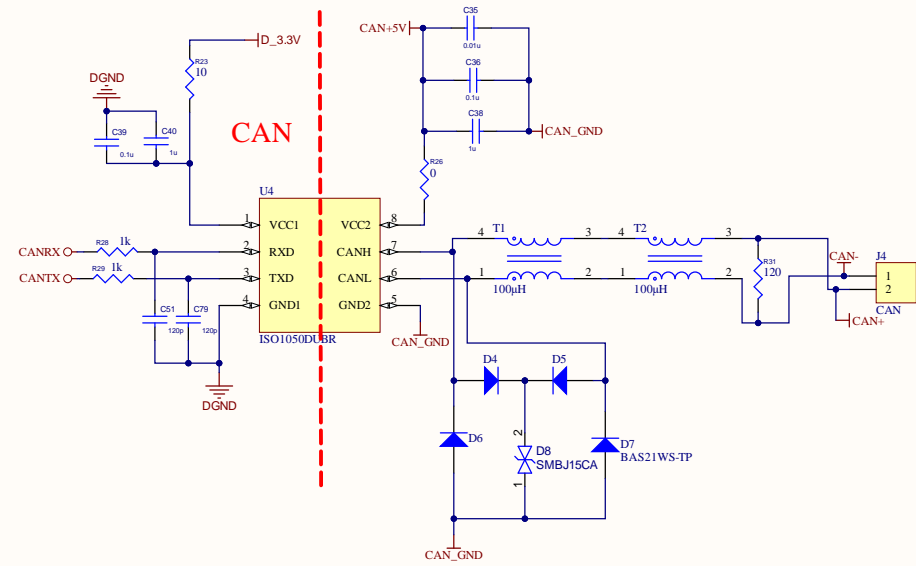 D_3.3V
R23
10
DGND
C39
0.1u
C40
1u
CAN
CAN+5V
C35
0.01u
C36
0.1u
C38
1u
CAN_GND
R26
0
U4
1 VCC1
VCC2 8
CANRX
R28 1k
2 RXD
CANH 7
CANTX
R29 1k
3 TXD
CANL 6
4 GND1
GND2 5
ISO1050DUBR
CAN_GND
C51
120p
C79
120p
DGND
T1
4 3
1 2
100μH
T2
4 3
1 2
100μH
R31
120
CAN-
J4
1
2
CAN
CAN+
D4
D5
D6
2
D8
SMBJ15CA
1
D7
BAS21WS-TP
CAN_GND